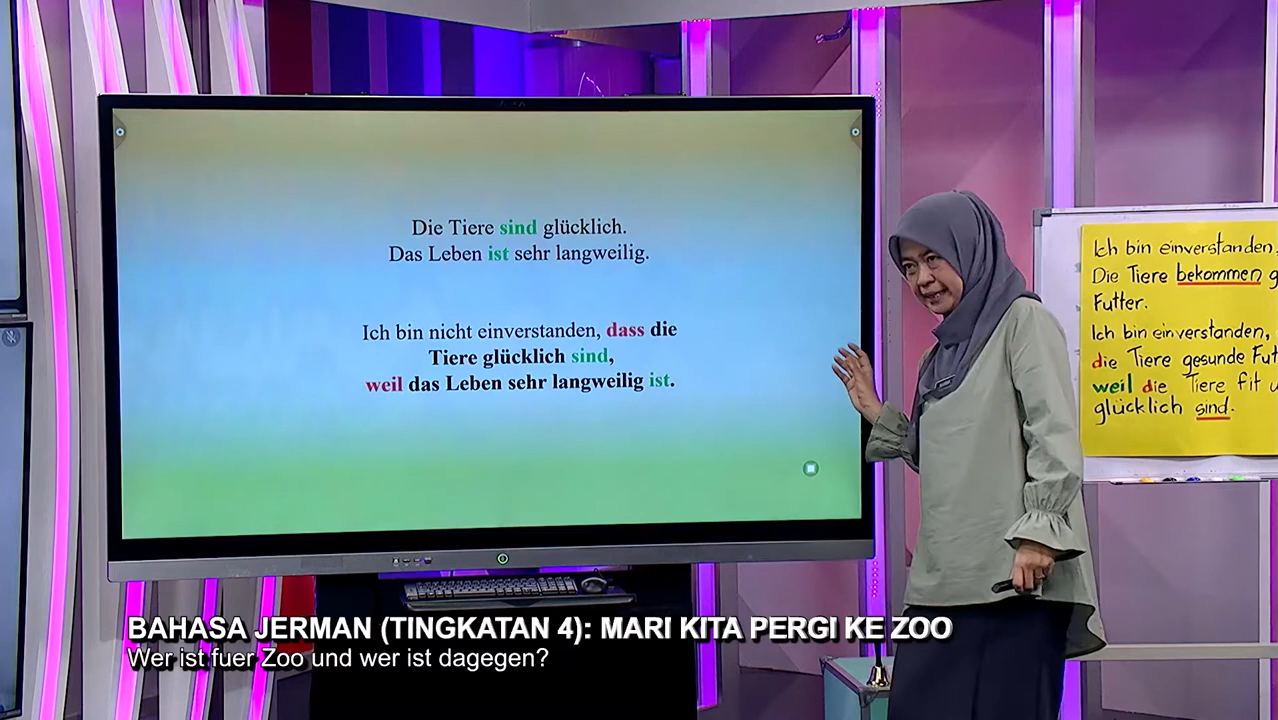 Die Tiere sind glücklich.
Das Leben ist sehr langweilig.
Ich bin nicht einverstanden, dass die
Tiere glücklich sind,
weil das Leben sehr langweilig ist.
Ich bin einverstanden,
Die Tiere bekommen g
Futter.
Ich bin einverstanden,
die Tiere gesunde Fut
weil die Tiere fit u
glücklich sind.
BAHASA JERMAN (TINGKATAN 4): MARI KITA PERGI KE ZOO
Wer ist fuer Zoo und wer ist dagegen?